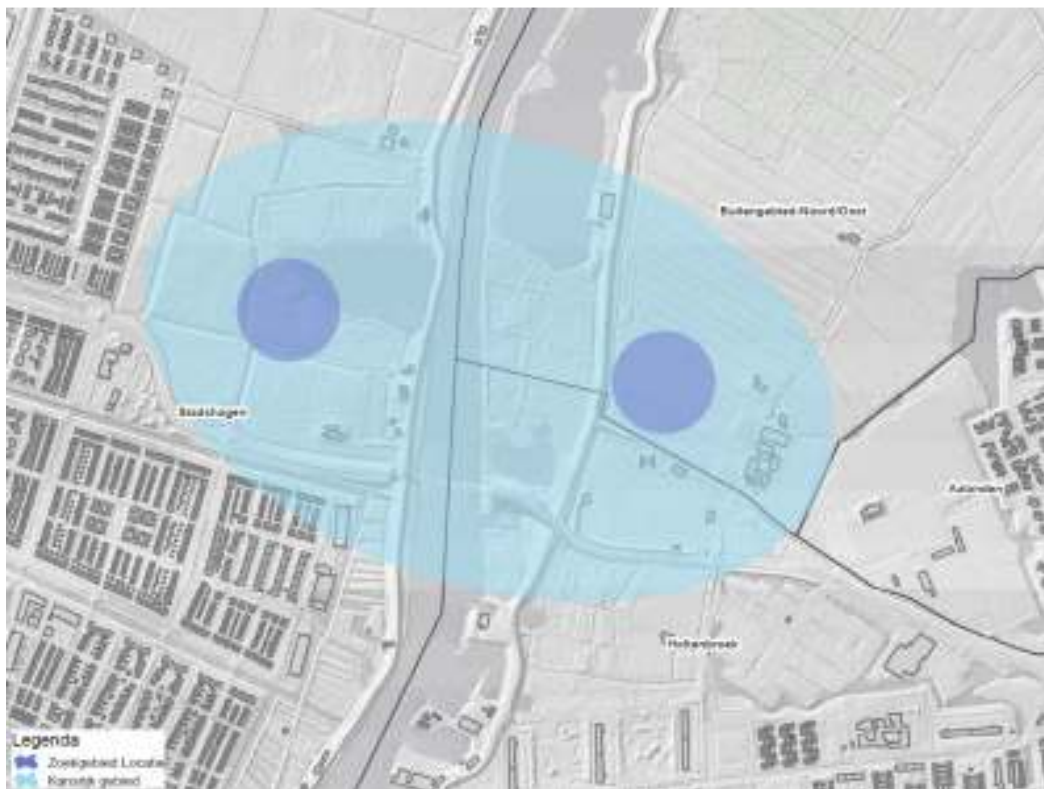 Buitengebied-Noord/Oost
Stadshagen
Aalanden
Holtenbroek
Legenda
Zoekgebied Locatie
Kansrijk gebied